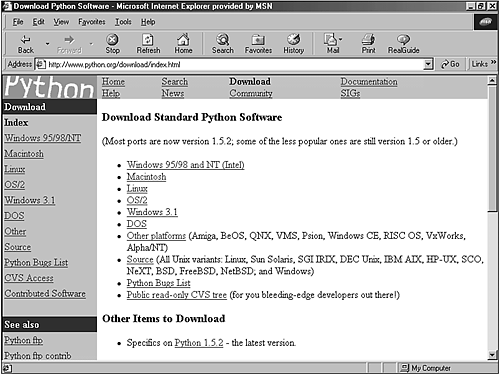 Download Python Software - Microsoft Internet Explorer provided by MSN
File Edit View Favorites Tools Help
Back Forward Stop Refresh Home Search Favorites History Mail Print RealGuide
Address http://www.python.org/download/index.html Go Links »
Python
Home Search Download Documentation
Help News Community SIGs
Download
Index
Windows 95/98/NT
Macintosh
Linux
OS/2
Windows 3.1
DOS
Other
Source
Python Bugs List
CVS Access
Contributed Software
See also
Python ftp
Python ftp contrib
Download Standard Python Software
(Most ports are now version 1.5.2; some of the less popular ones are still version 1.5 or older.)
• Windows 95/98 and NT (Intel)
• Macintosh
• Linux
• OS/2
• Windows 3.1
• DOS
• Other platforms (Amiga, BeOS, QNX, VMS, Psion, Windows CE, RISC OS, VxWorks,
Alpha/NT)
• Source (All Unix variants: Linux, Sun Solaris, SGI IRIX, DEC Unix, IBM AIX, HP-UX, SCO,
NeXT, BSD, FreeBSD, NetBSD; and Windows)
• Python Bugs List
• Public read-only CVS tree (for you bleeding-edge developers out there!)
Other Items to Download
• Specifics on Python 1.5.2 - the latest version.
My Computer